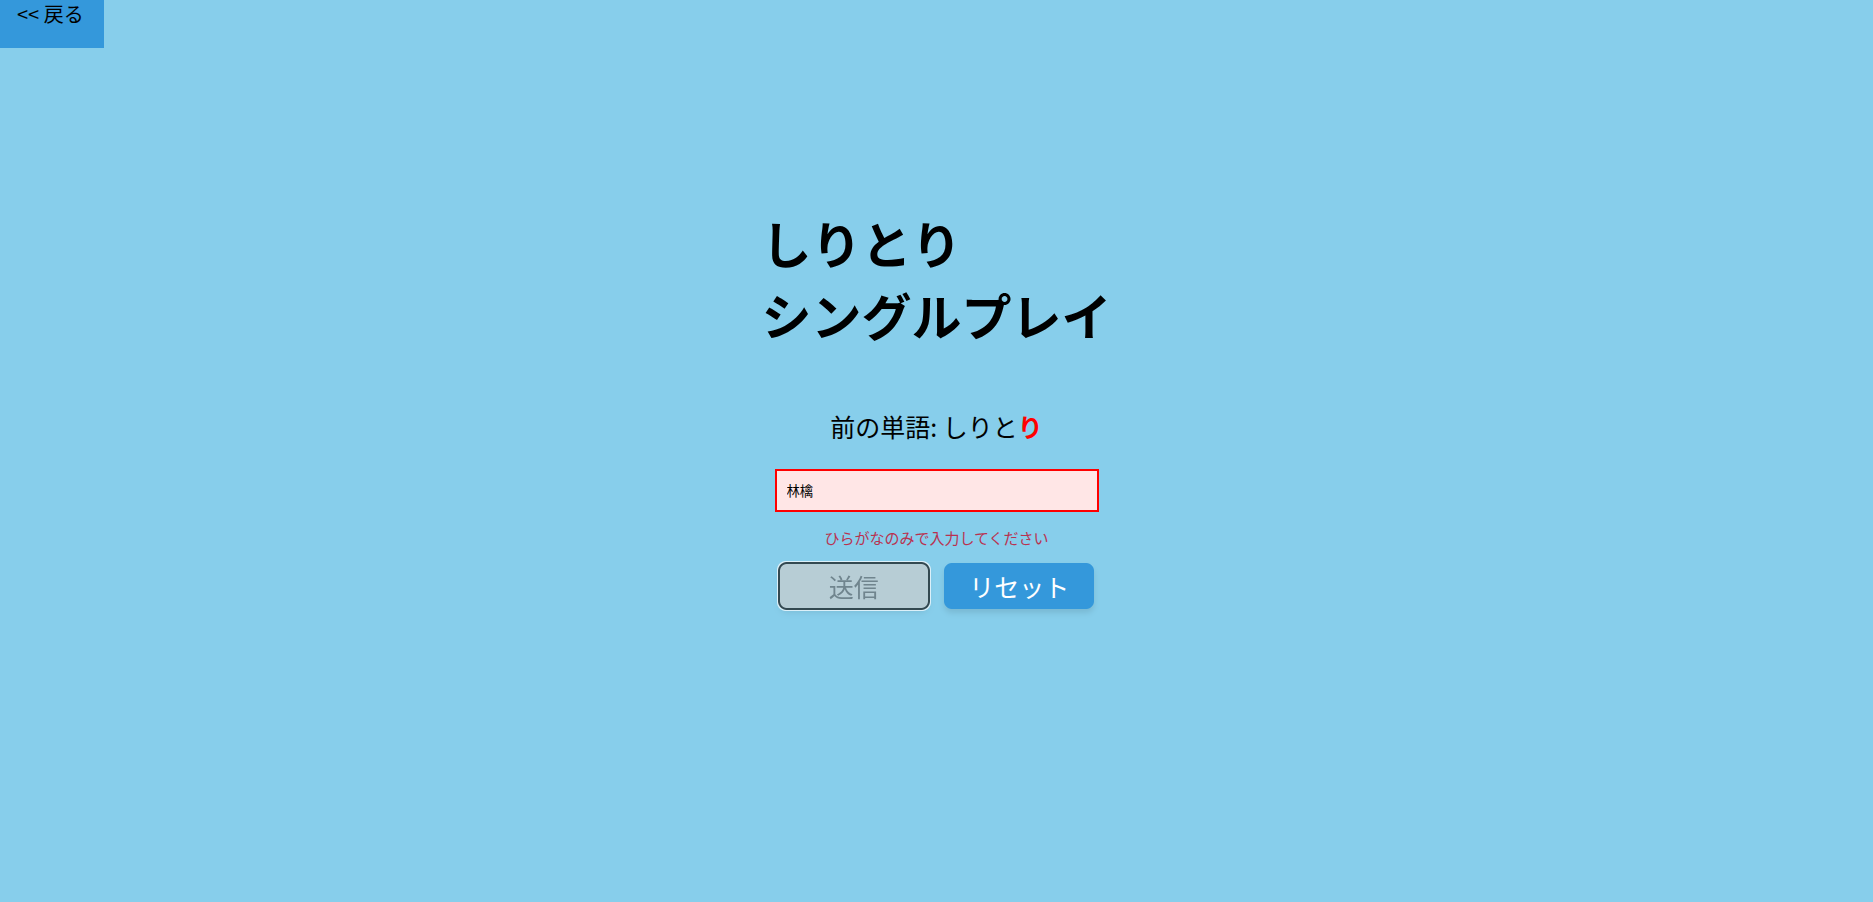 << 戻る
しりとり
シングルプレイ
前の単語: しりとり
林檎
ひらがなのみで入力してください
送信 リセット